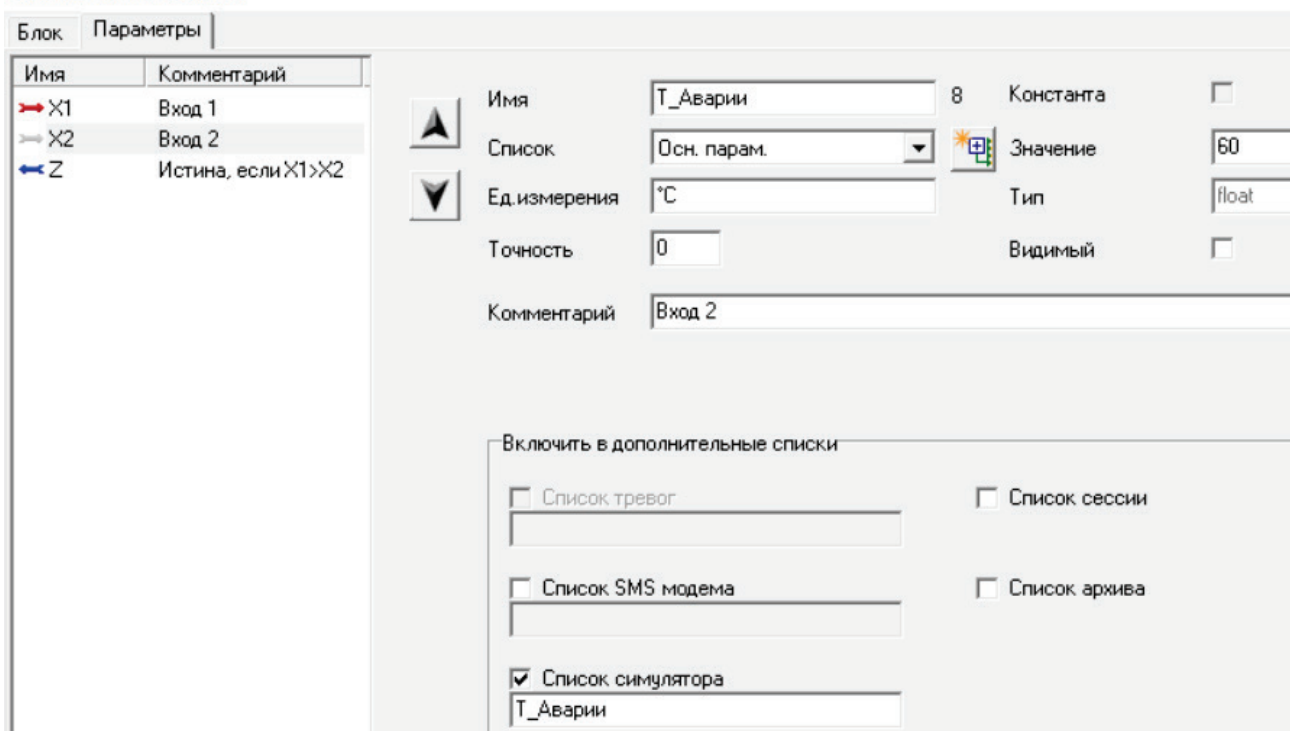 Блок Параметры
Имя Комментарий
X1 Вход 1
X2 Вход 2
Z Истина, если X1>X2
Имя T_Аварии 8 Константа
Список Осн. парам. Значение 60
Ед.измерения °C Тип float
Точность 0 Видимый
Комментарий Вход 2
Включить в дополнительные списки
Список тревог Список сессии
Список SMS модема Список архива
Список симулятора
T_Аварии